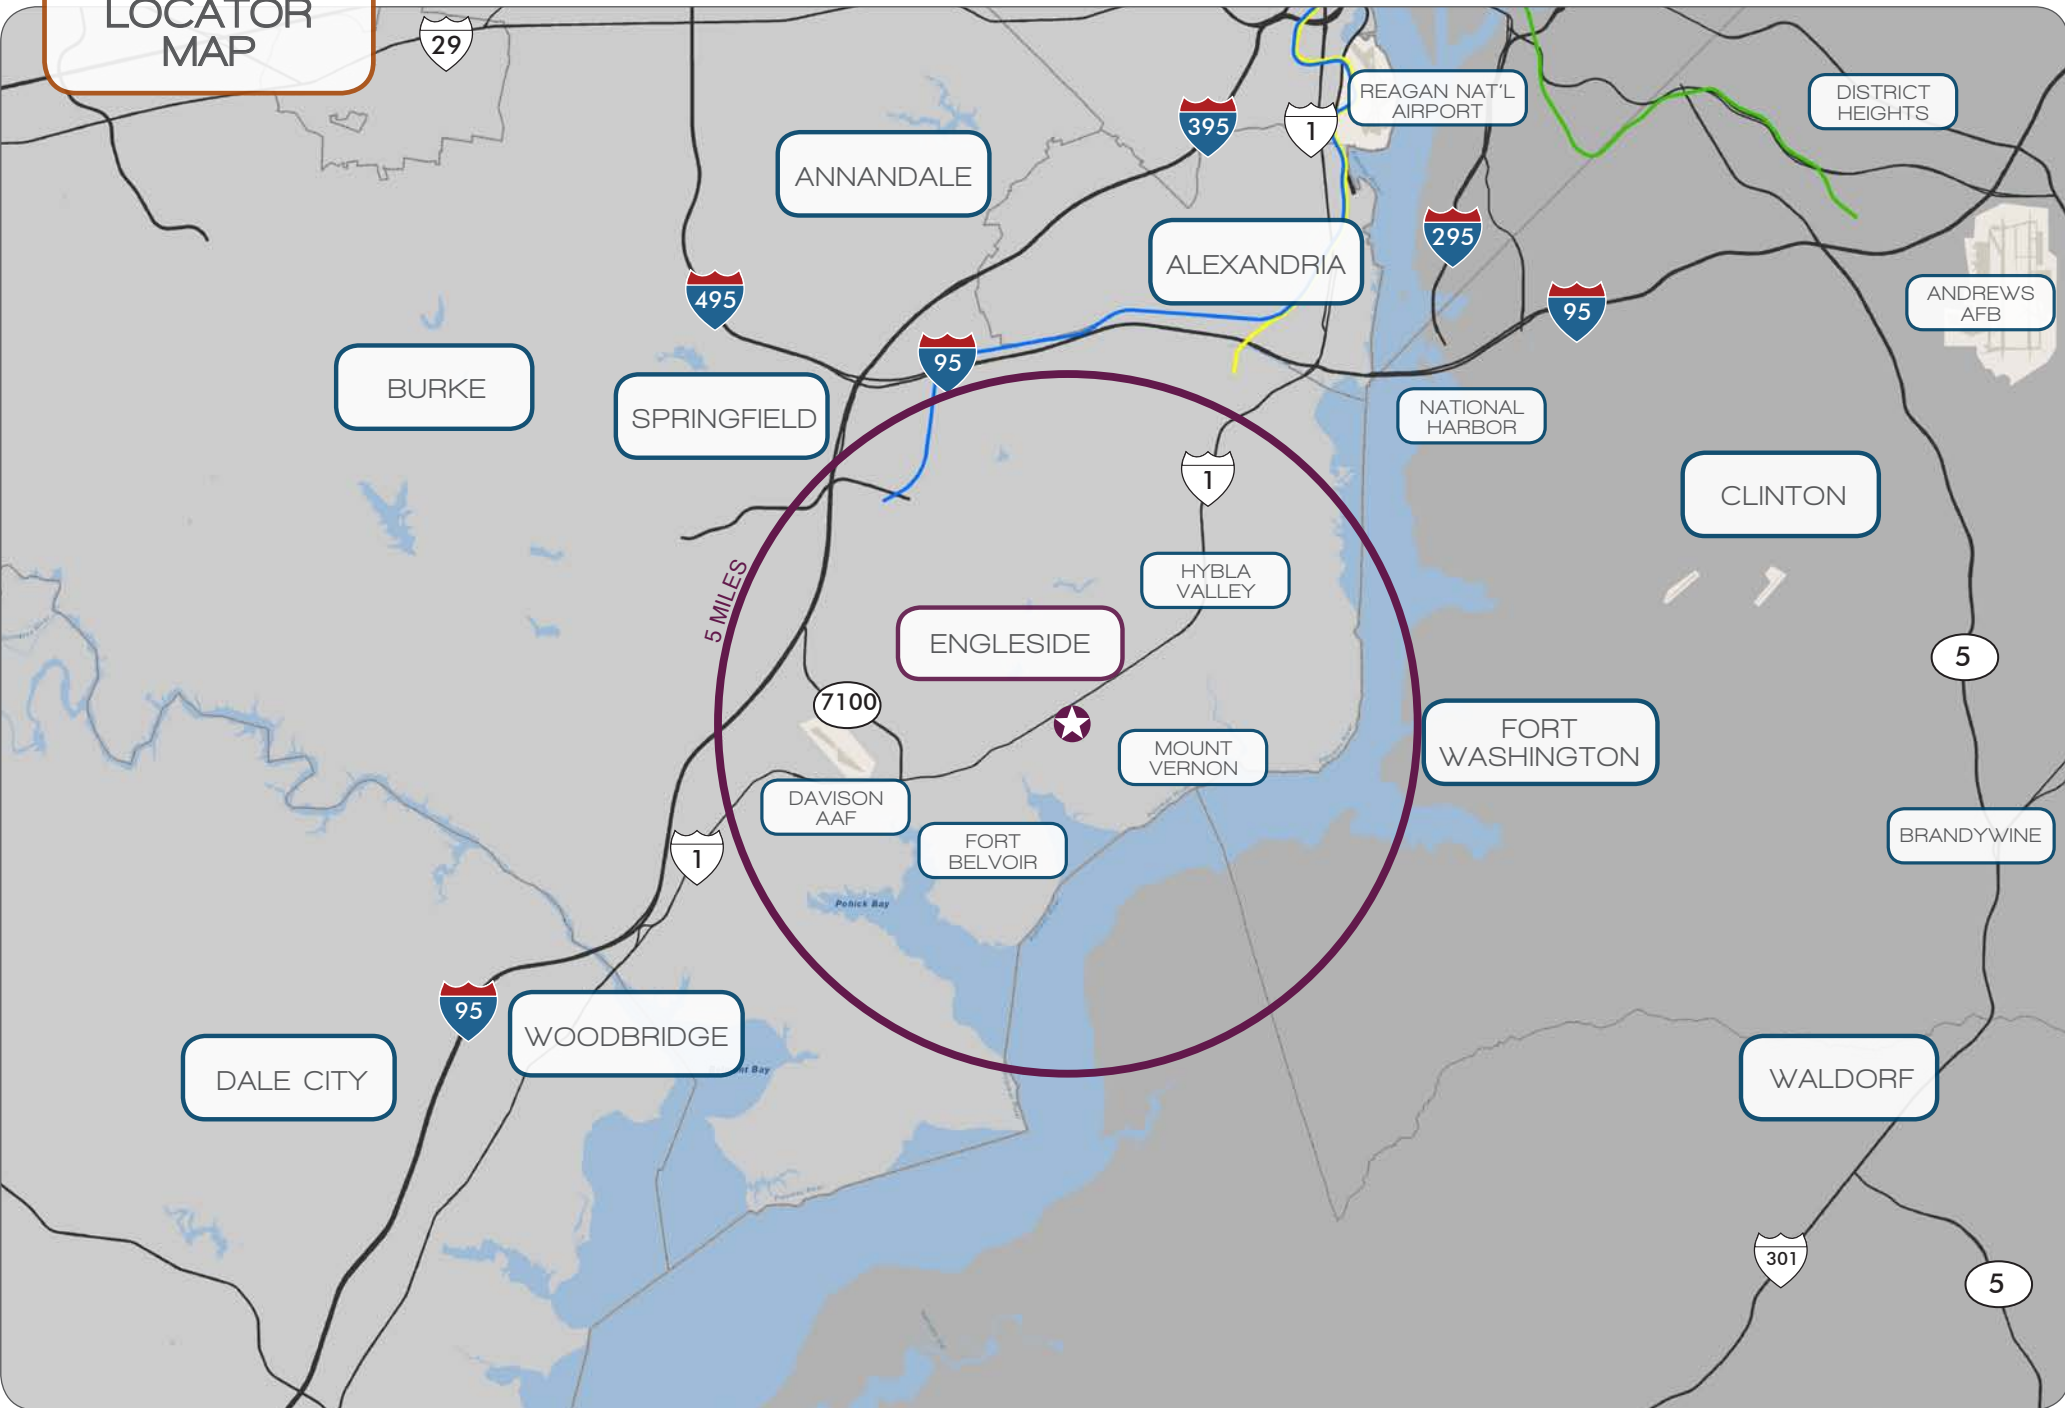 LOCATOR
MAP
29
395
1
REAGAN NAT'L
AIRPORT
DISTRICT
HEIGHTS
ANNANDALE
295
ALEXANDRIA
495
95
ANDREWS
AFB
95
BURKE
SPRINGFIELD
NATIONAL
HARBOR
1
CLINTON
HYBLA
VALLEY
5 MILES
ENGLESIDE
5
7100
FORT
WASHINGTON
MOUNT
VERNON
DAVISON
AAF
FORT
BELVOIR
BRANDYWINE
1
Pohick Bay
95
WOODBRIDGE
Bay
DALE CITY
WALDORF
301
5